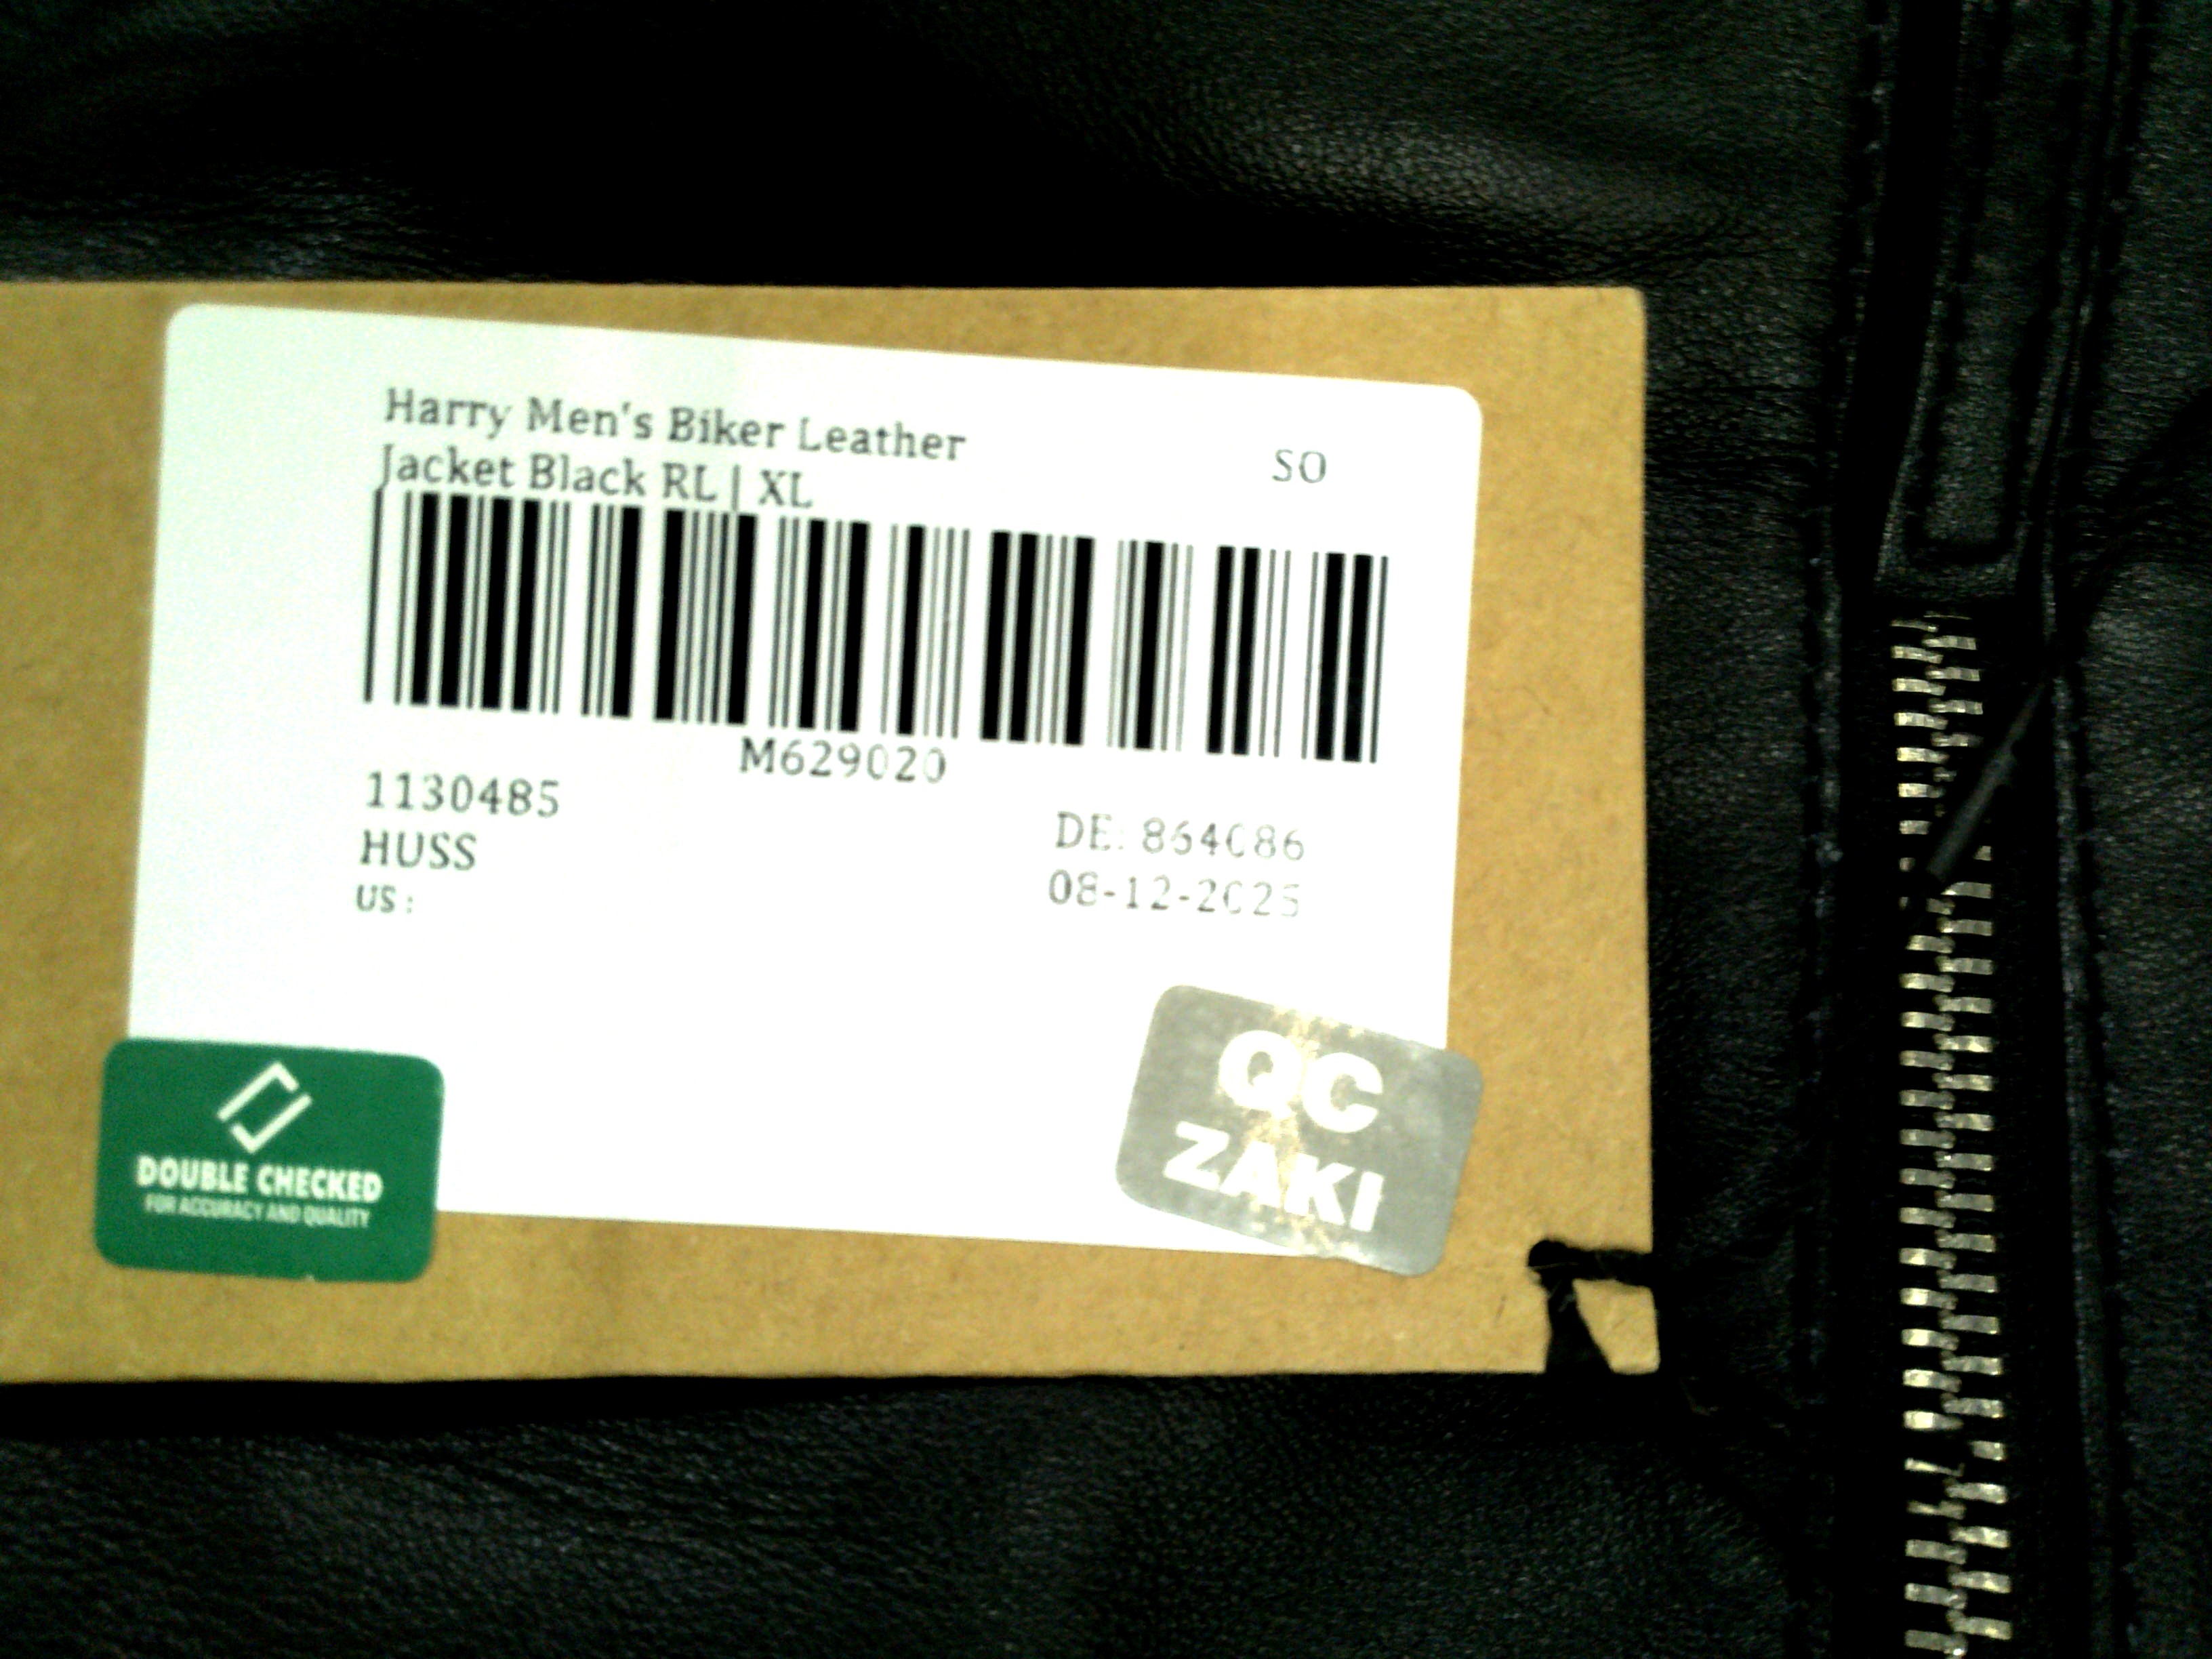 Harry Men's Biker Leather
Jacket Black RL | XL
SO
M629020
1130485
HUSS
US :
DE: 864086
08-12-2025
DOUBLE CHECKED
FOR ACCURACY AND QUALITY
QC
ZAKI